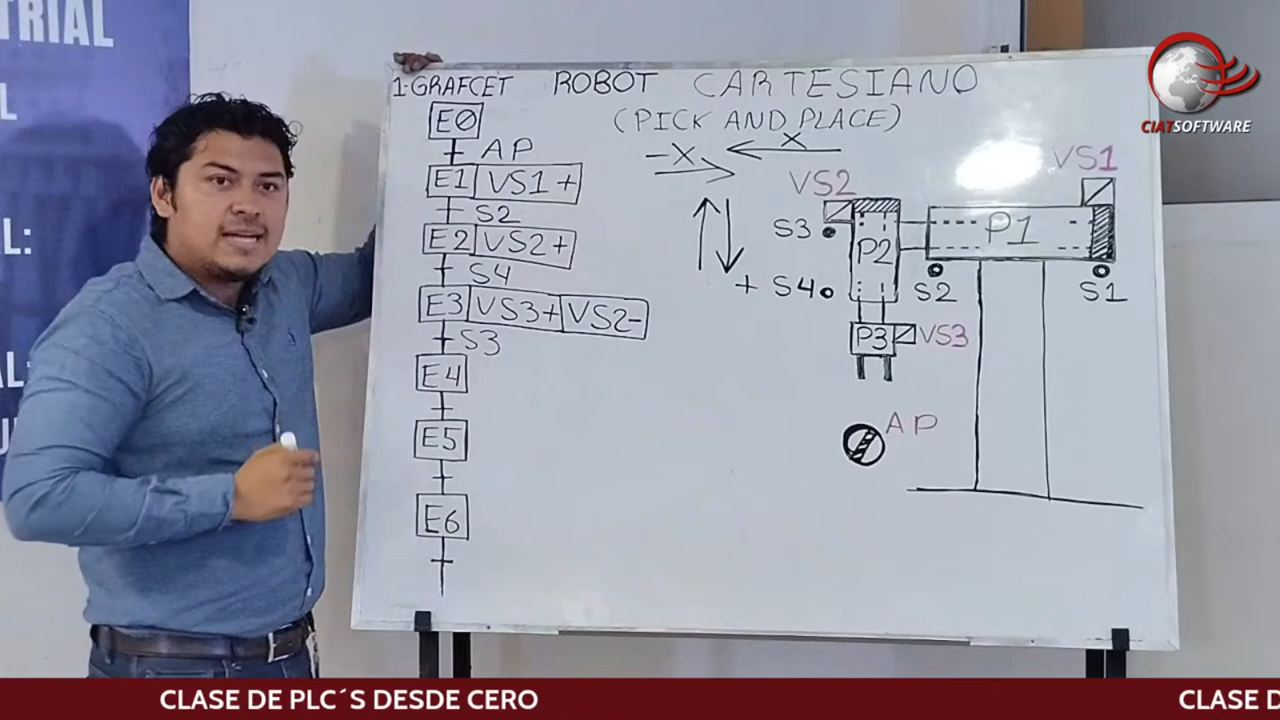 TRIAL
L
L:
AL:
U
1.GRAFCET ROBOT CARTESIANO
(PICK AND PLACE)
E0
AP
E1 VS1+
S2
E2 VS2+
S4
E3 VS3+ VS2-
S3
E4
E5
E6
-X X
VS2
VS1
S3
P2
P1
+ S4
S2
S1
P3
VS3
AP
CIATSOFTWARE
CLASE DE PLC´S DESDE CERO
CLASE D